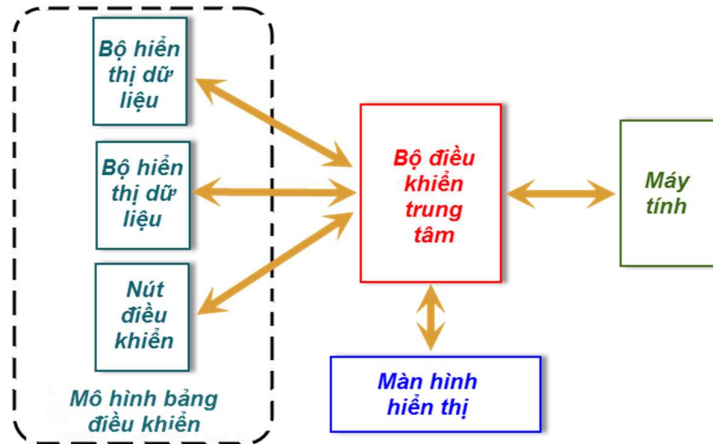 Bộ hiển
thị dữ
liệu
Bộ hiển
thị dữ
liệu
Nút
điều
khiển
Mô hình bảng
điều khiển
Bộ điều
khiển
trung
tâm
Màn hình
hiển thị
Máy
tính